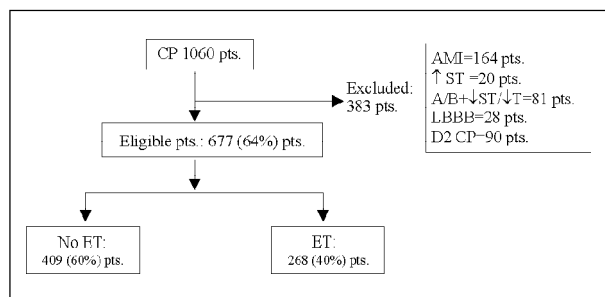 CP 1060 pts.
Excluded:
383 pts.
AMI=164 pts.
↑ ST =20 pts.
A/B+↓ST/↓T=81 pts.
LBBB=28 pts.
D2 CP=90 pts.
Eligible pts.: 677 (64%) pts.
No ET:
409 (60%) pts.
ET:
268 (40%) pts.